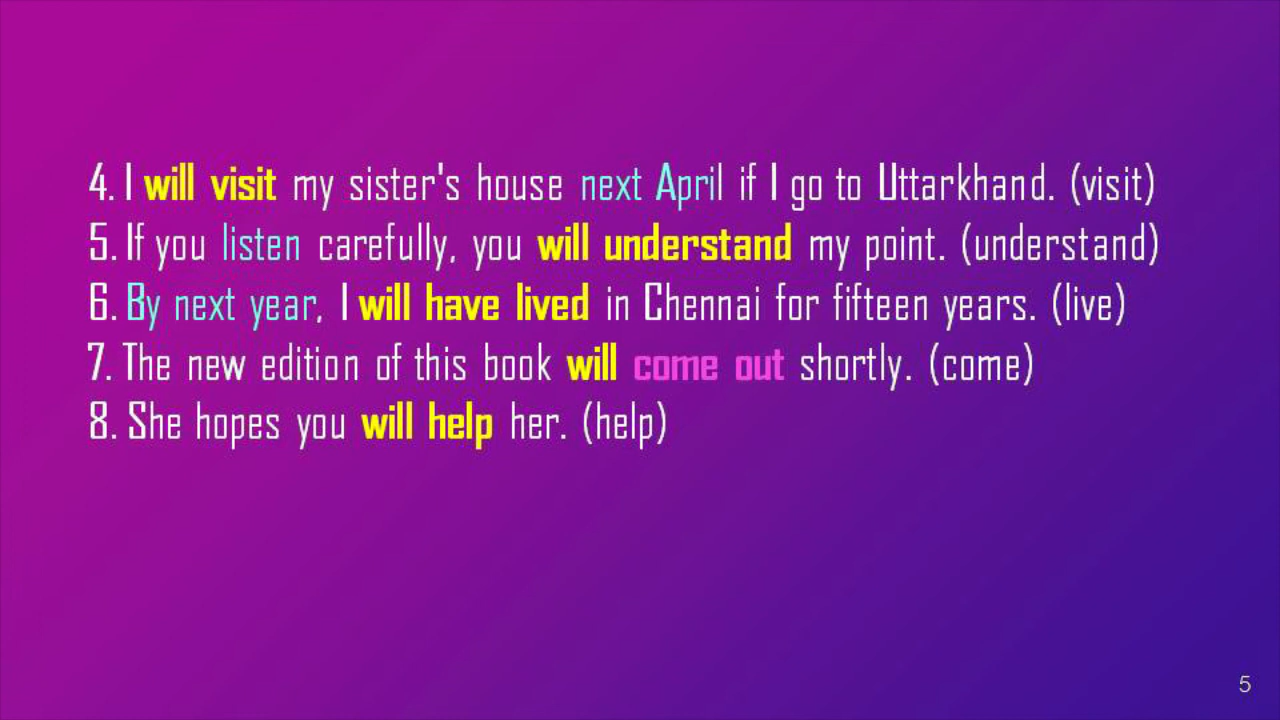 4. I will visit my sister's house next April if I go to Uttarkhand. (visit)
5. If you listen carefully, you will understand my point. (understand)
6. By next year, I will have lived in Chennai for fifteen years. (live)
7. The new edition of this book will come out shortly. (come)
8. She hopes you will help her. (help)
5